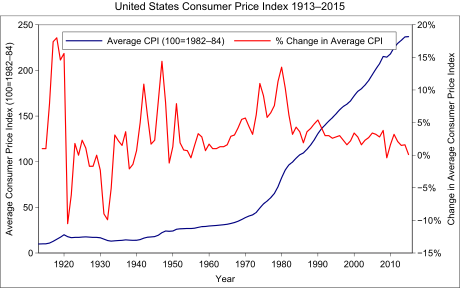 United States Consumer Price Index 1913–2015
Average CPI (100=1982–84)
% Change in Average CPI
Average Consumer Price Index (100=1982–84)
250
200
150
100
50
0
20%
15%
10%
5%
0%
−5%
−10%
−15%
Change in Average Consumer Price Index
1920 1930 1940 1950 1960 1970 1980 1990 2000 2010
Year